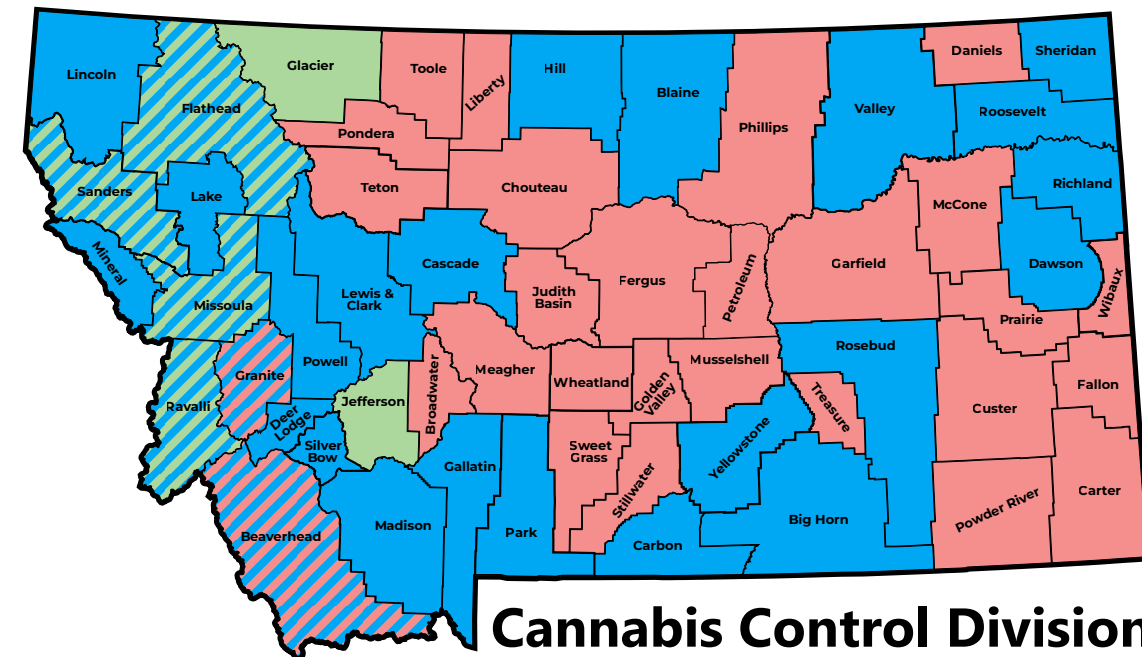 Lincoln
Flathead
Glacier
Toole
Liberty
Hill
Blaine
Phillips
Valley
Daniels
Sheridan
Roosevelt
Pondera
Teton
Chouteau
Sanders
Lake
McCone
Richland
Mineral
Missoula
Lewis &
Clark
Cascade
Judith
Basin
Fergus
Petroleum
Garfield
Dawson
Wibaux
Prairie
Granite
Powell
Broadwater
Meagher
Wheatland
Golden
Valley
Musselshell
Rosebud
Treasure
Custer
Fallon
Ravalli
Deer
Lodge
Jefferson
Silver
Bow
Gallatin
Sweet
Grass
Stillwater
Yellowstone
Powder River
Carter
Beaverhead
Madison
Park
Carbon
Big Horn
Cannabis Control Division